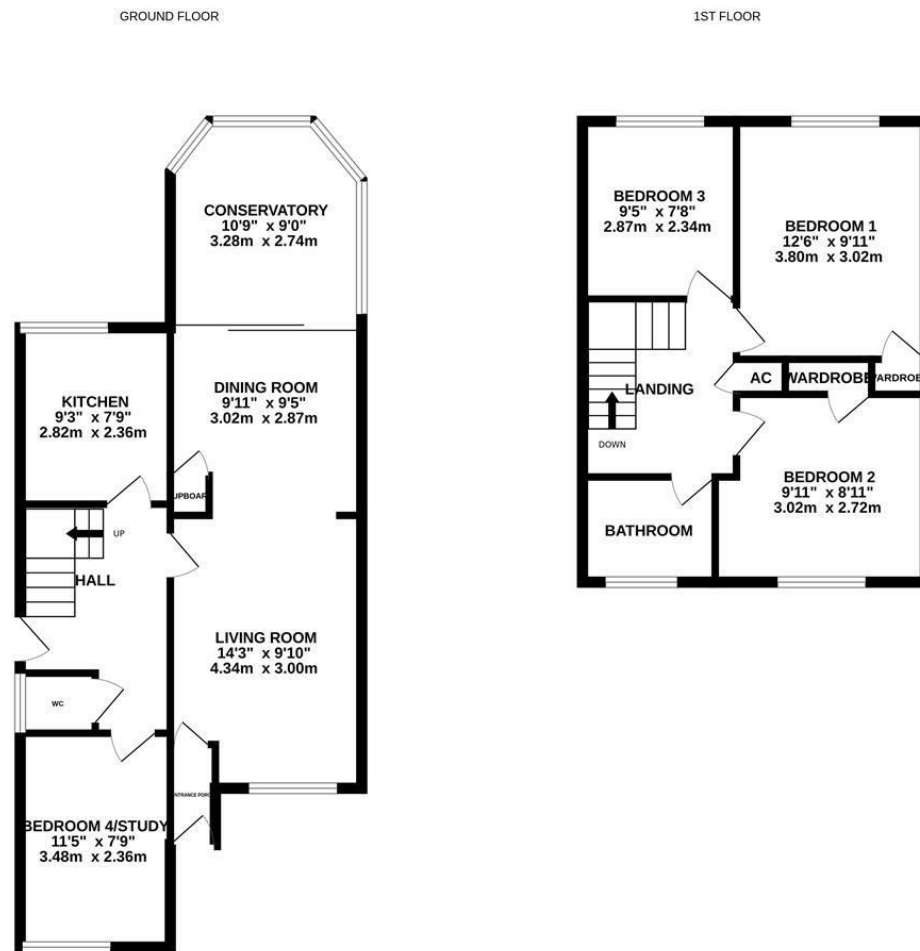 GROUND FLOOR
CONSERVATORY
10'9" x 9'0"
3.28m x 2.74m
KITCHEN
9'3" x 7'9"
2.82m x 2.36m
DINING ROOM
9'11" x 9'5"
3.02m x 2.87m
UPBOAR
UP
HALL
LIVING ROOM
14'3" x 9'10"
4.34m x 3.00m
WC
NTRANCE PORC
BEDROOM 4/STUDY
11'5" x 7'9"
3.48m x 2.36m
1ST FLOOR
BEDROOM 3
9'5" x 7'8"
2.87m x 2.34m
BEDROOM 1
12'6" x 9'11"
3.80m x 3.02m
LANDING
AC
WARDROBE
WARDROBE
DOWN
BEDROOM 2
9'11" x 8'11"
3.02m x 2.72m
BATHROOM